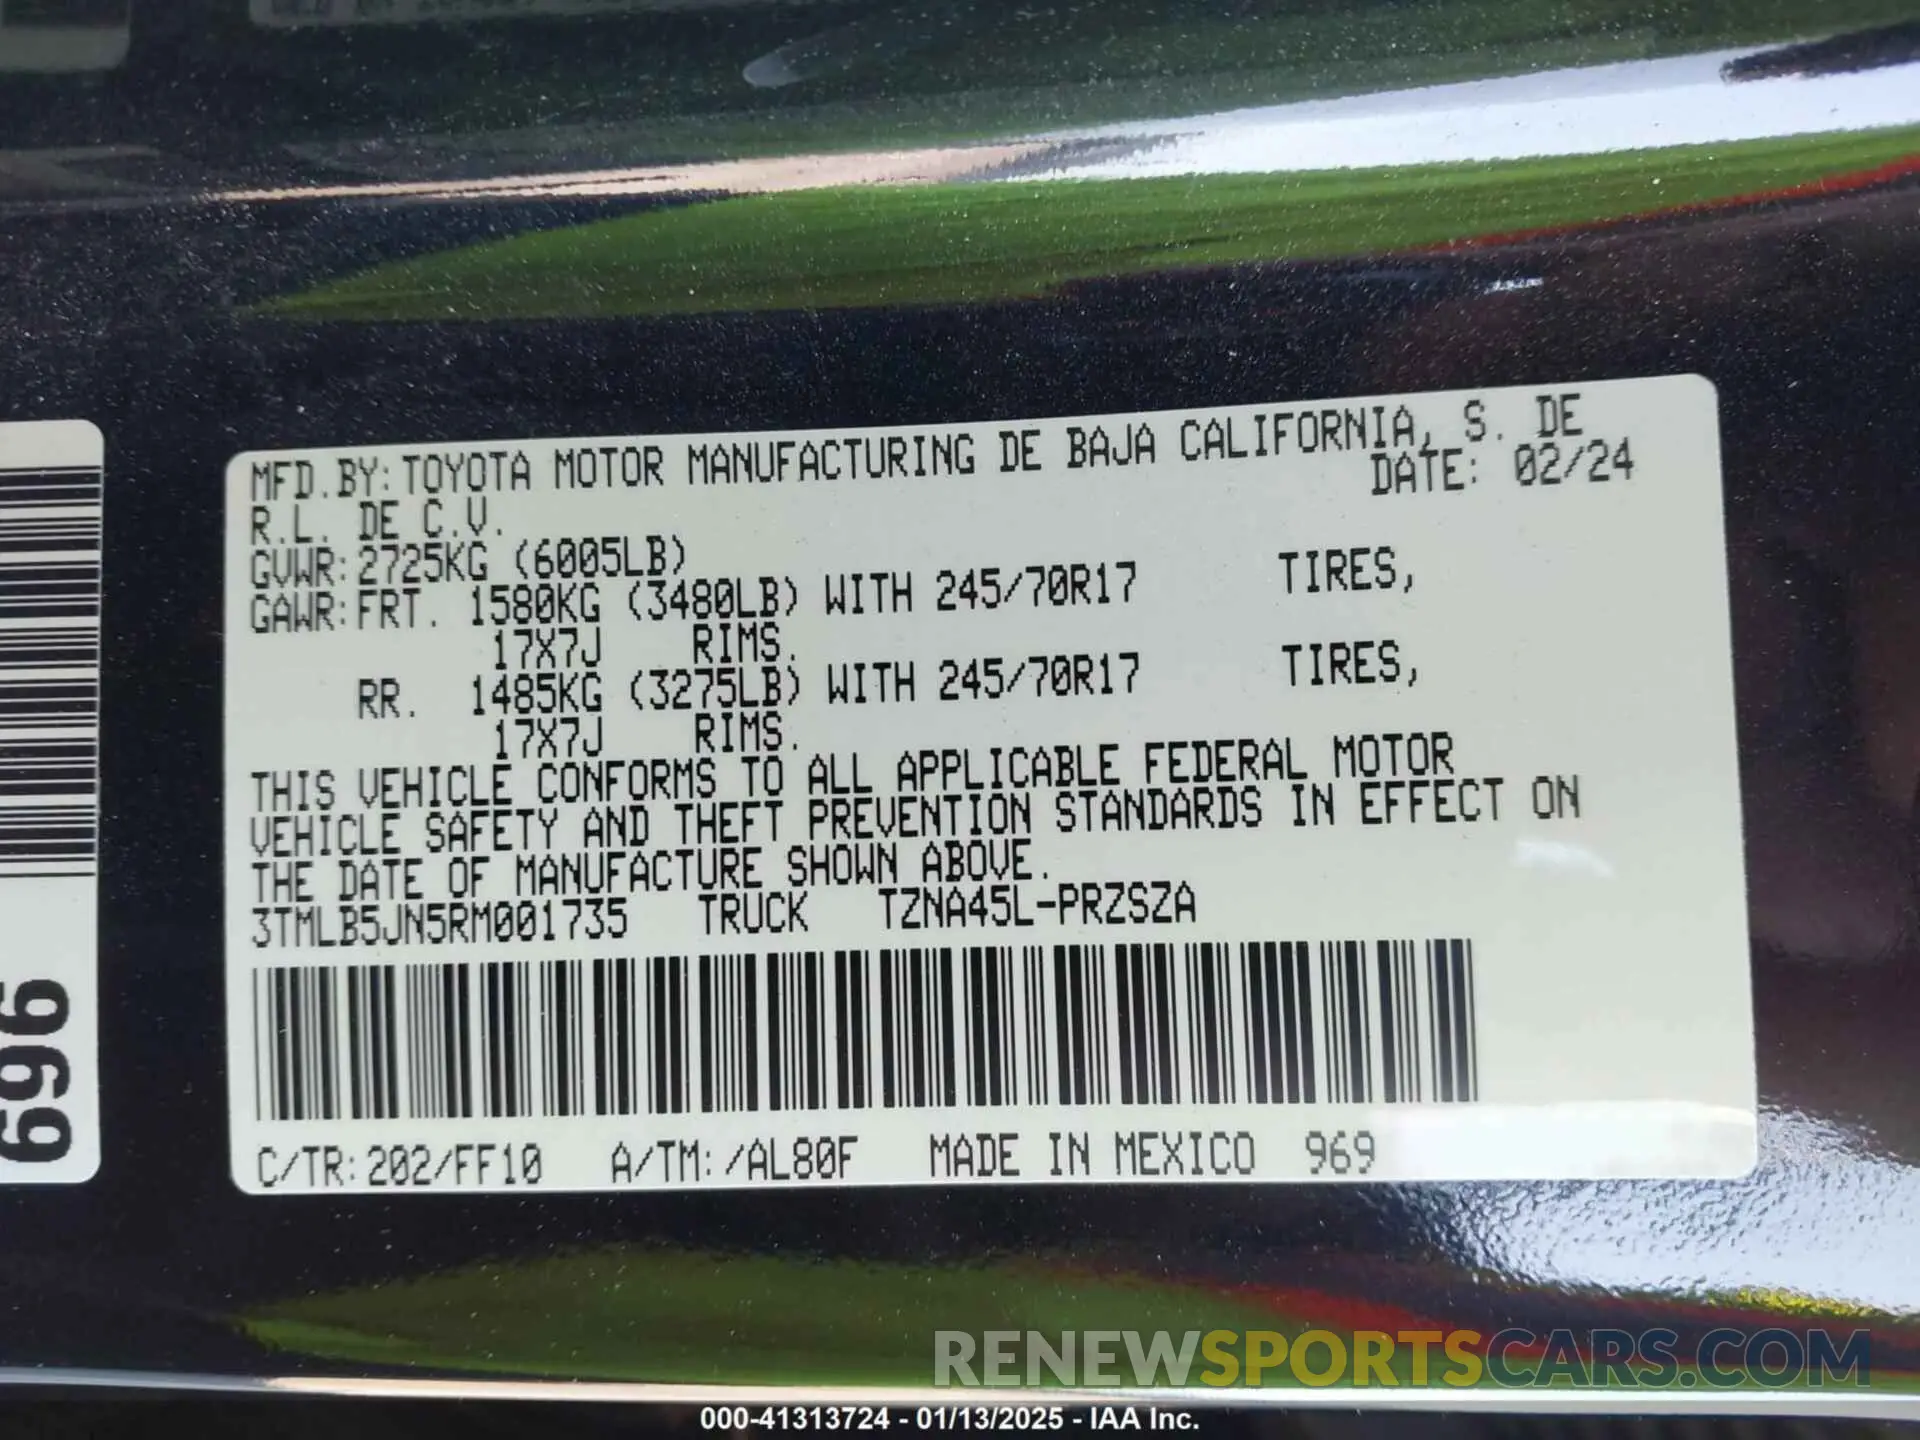 MFD.BY:TOYOTA MOTOR MANUFACTURING DE BAJA CALIFORNIA, S. DE
R.L. DE C.V. DATE: 02/24
GVWR:2725KG (6005LB)
GAWR:FRT. 1580KG (3480LB) WITH 245/70R17 TIRES,
17X7J RIMS.
RR. 1485KG (3275LB) WITH 245/70R17 TIRES,
17X7J RIMS.
THIS VEHICLE CONFORMS TO ALL APPLICABLE FEDERAL MOTOR
VEHICLE SAFETY AND THEFT PREVENTION STANDARDS IN EFFECT ON
THE DATE OF MANUFACTURE SHOWN ABOVE.
3TMLB5JN5RM001735 TRUCK TZNA45L-PRZSZA
C/TR:202/FF10 A/TM:/AL80F MADE IN MEXICO 969
696
RENEWSPORTSCARS.COM
000-41313724 - 01/13/2025 - IAA Inc.